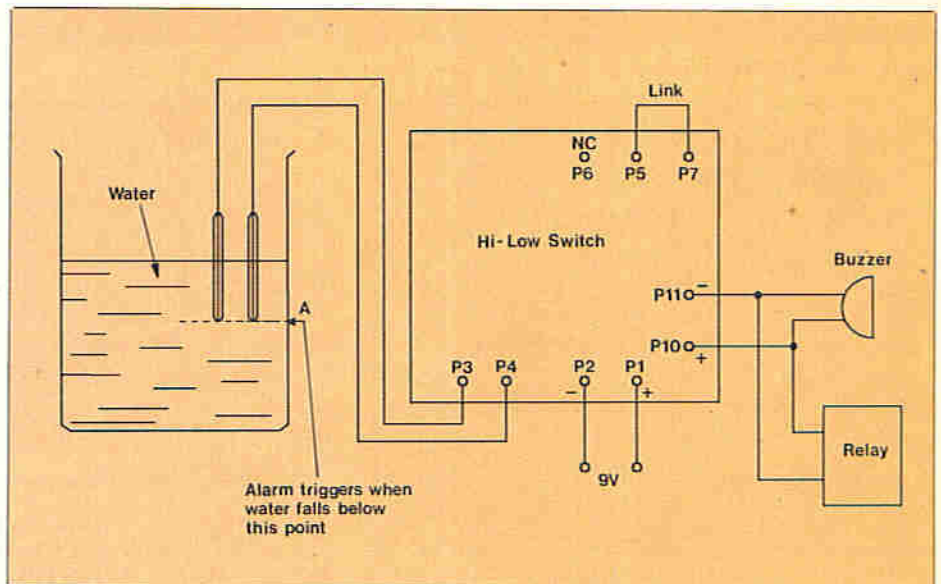 Link
NC
P6 P5 P7
Water
Hi-Low Switch
Buzzer
P11 -
A
P10
+
P3 P4 P2 P1
- +
9V
Relay
Alarm triggers when
water falls below
this point